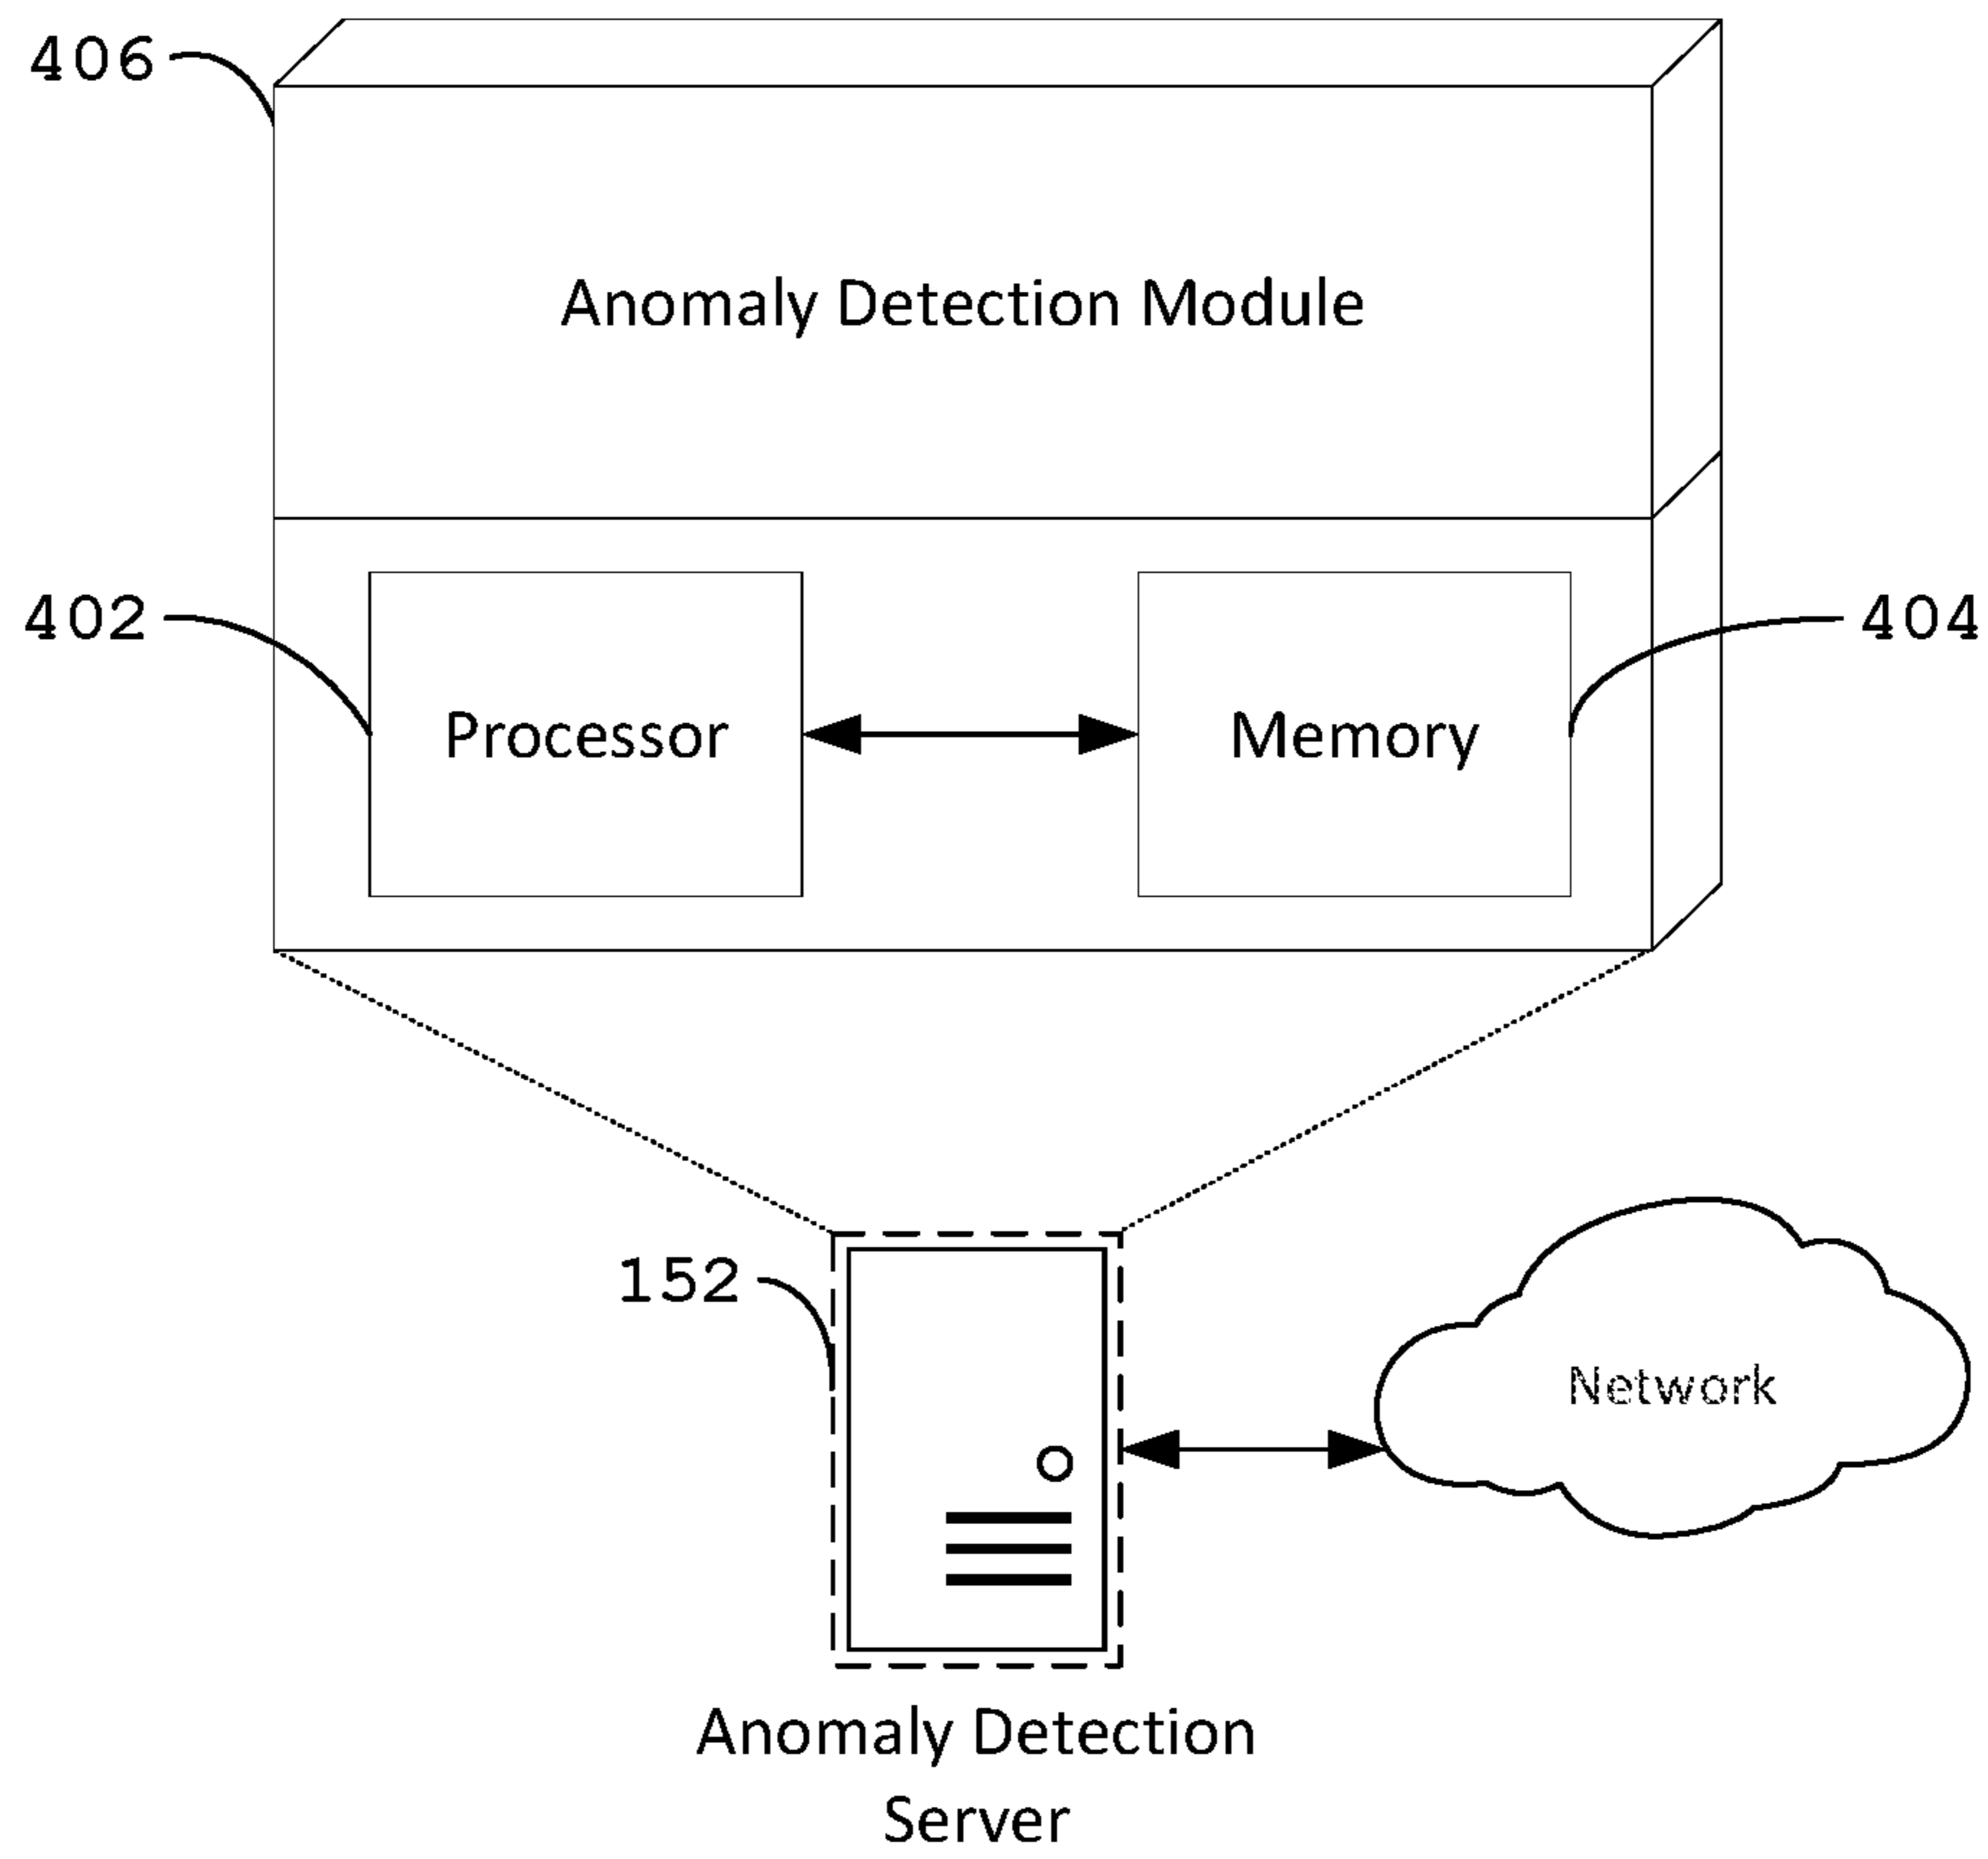 406
Anomaly Detection Module
402
404
Processor
Memory
152
Network
Anomaly Detection
Server